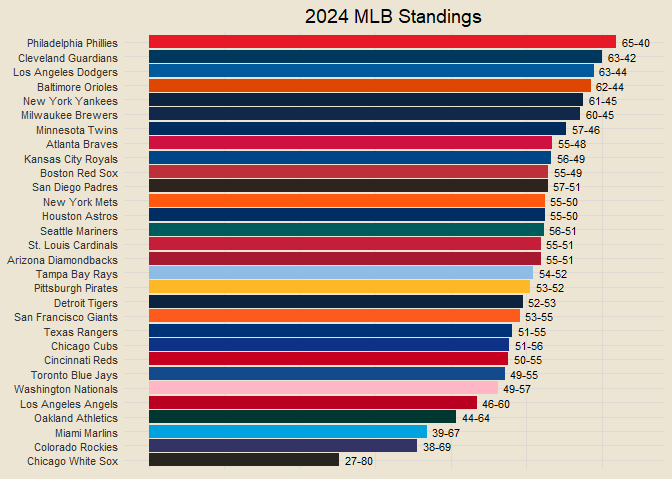 2024 MLB Standings
Philadelphia Phillies 65-40
Cleveland Guardians 63-42
Los Angeles Dodgers 63-44
Baltimore Orioles 62-44
New York Yankees 61-45
Milwaukee Brewers 60-45
Minnesota Twins 57-46
Atlanta Braves 55-48
Kansas City Royals 56-49
Boston Red Sox 55-49
San Diego Padres 57-51
New York Mets 55-50
Houston Astros 55-50
Seattle Mariners 56-51
St. Louis Cardinals 55-51
Arizona Diamondbacks 55-51
Tampa Bay Rays 54-52
Pittsburgh Pirates 53-52
Detroit Tigers 52-53
San Francisco Giants 53-55
Texas Rangers 51-55
Chicago Cubs 51-56
Cincinnati Reds 50-55
Toronto Blue Jays 49-55
Washington Nationals 49-57
Los Angeles Angels 46-60
Oakland Athletics 44-64
Miami Marlins 39-67
Colorado Rockies 38-69
Chicago White Sox 27-80